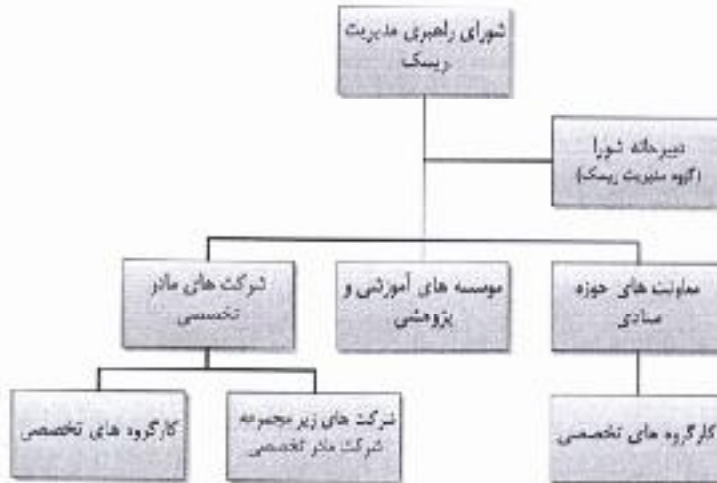 شورای راهبری مدیریت
ریسک
دبیرخانه شورا
(گروه مدیریت ریسک)
معاونت های حوزه
ستادی
موسسه های آموزشی و
پژوهشی
شرکت های مادر
تخصصی
کارگروه های تخصصی
شرکت های زیر مجموعه
شرکت مادر تخصصی
کارگروه های تخصصی